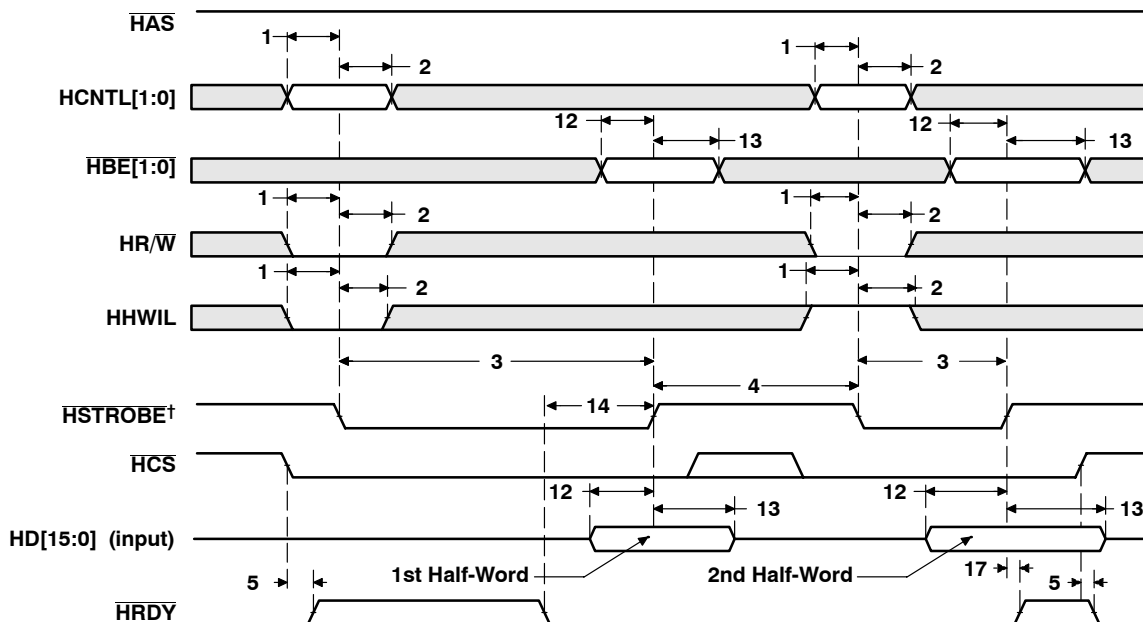 HAS
1 1
2 2
HCNTL[1:0]
12 13 12 13
HBE[1:0]
1 2 1 2
HR/W
1 2 1 2
HHWIL
3 3
4
14
HSTROBE†
HCS
12 13 12 13
HD[15:0] (input)
1st Half-Word 2nd Half-Word
5 17 5
HRDY